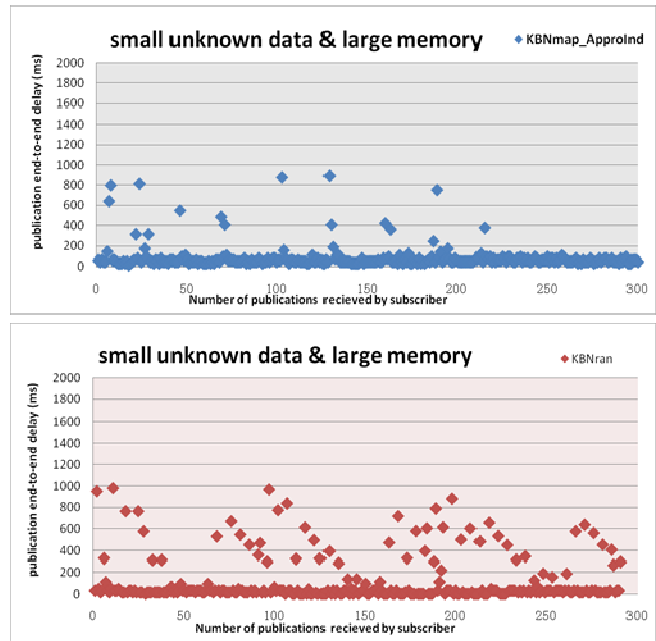 small unknown data & large memory
KBNmap_ApproInd
publication end-to-end delay (ms)
2000
1800
1600
1400
1200
1000
800
600
400
200
0
0 50 100 150 200 250 300
Number of publications recieved by subscriber
small unknown data & large memory
KBNran
publication end-to-end delay (ms)
2000
1800
1600
1400
1200
1000
800
600
400
200
0
0 50 100 150 200 250 300
Number of publications recieved by subscriber